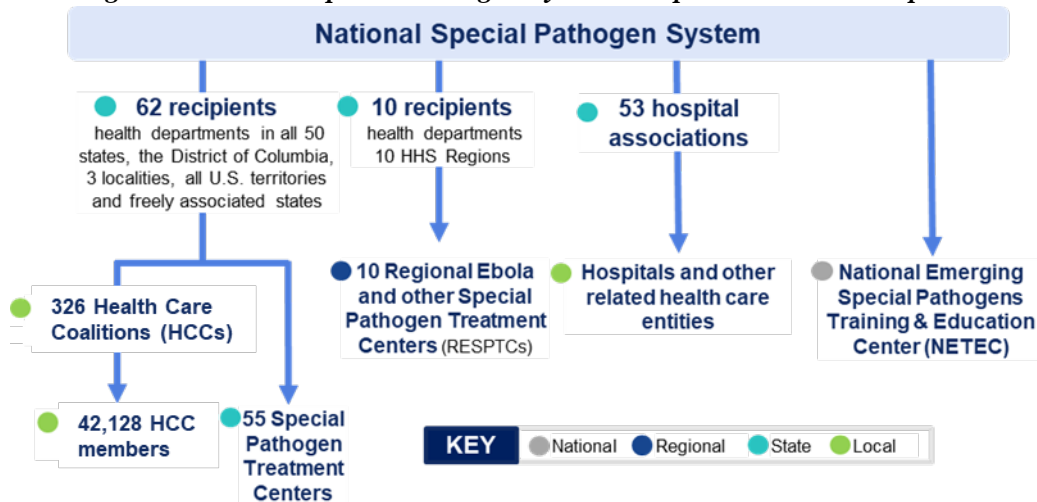 National Special Pathogen System
62 recipients
health departments in all 50
states, the District of Columbia,
3 localities, all U.S. territories
and freely associated states
10 recipients
health departments
10 HHS Regions
53 hospital
associations
326 Health Care
Coalitions (HCCs)
10 Regional Ebola
and other Special
Pathogen Treatment
Centers (RESPTCs)
Hospitals and other
related health care
entities
National Emerging
Special Pathogens
Training & Education
Center (NETEC)
42,128 HCC
members
55 Special
Pathogen
Treatment
Centers
KEY
National
Regional
State
Local